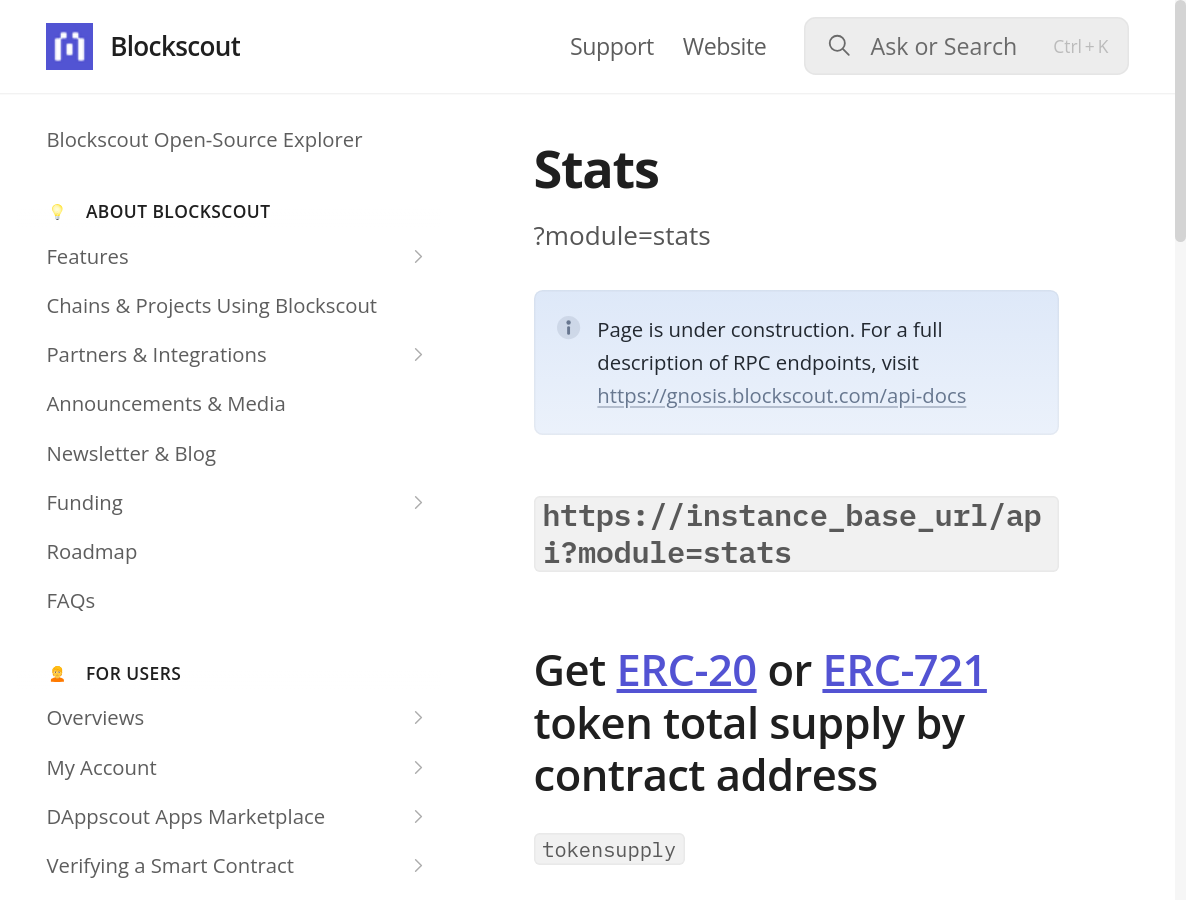 Blockscout
Support
Website
Ask or Search
Ctrl + K
Blockscout Open-Source Explorer
ABOUT BLOCKSCOUT
Features
Chains & Projects Using Blockscout
Partners & Integrations
Announcements & Media
Newsletter & Blog
Funding
Roadmap
FAQs
FOR USERS
Overviews
My Account
DAppscout Apps Marketplace
Verifying a Smart Contract
Stats
?module=stats
Page is under construction. For a full
description of RPC endpoints, visit
https://gnosis.blockscout.com/api-docs
https://instance_base_url/ap
i?module=stats
Get ERC-20 or ERC-721
token total supply by
contract address
tokensupply